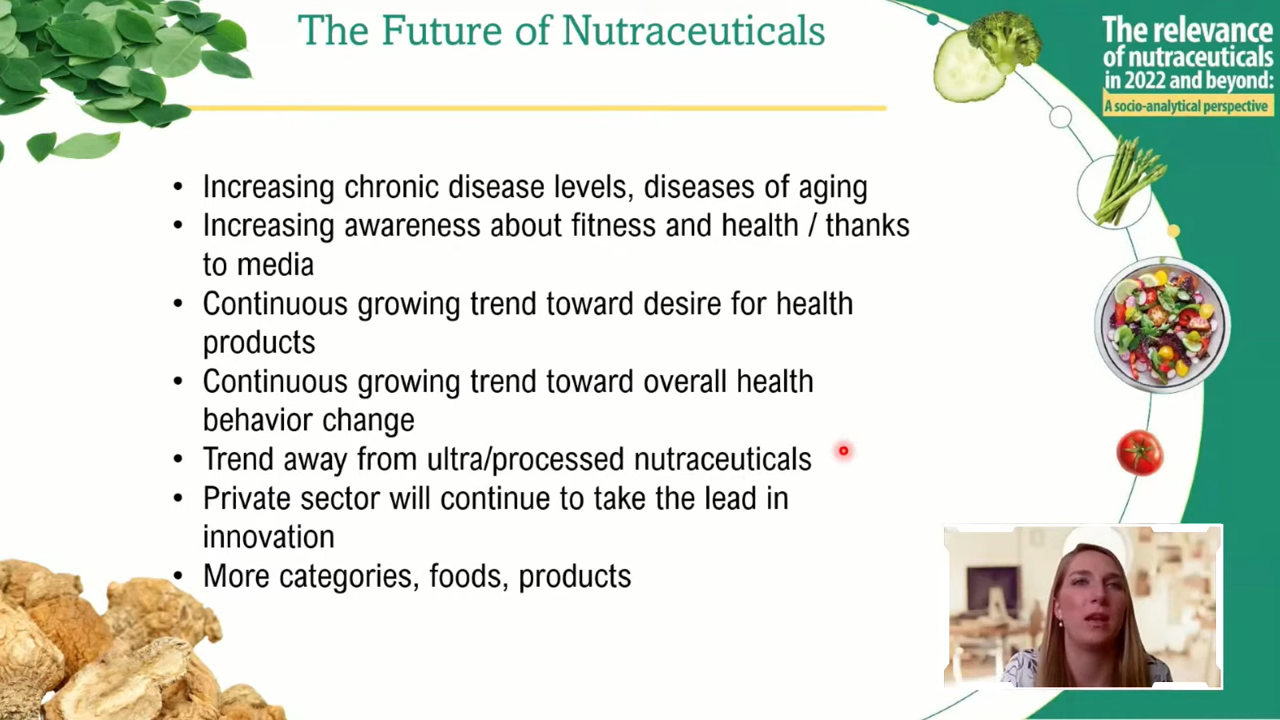 The Future of Nutraceuticals
The relevance
of nutraceuticals
in 2022 and beyond:
A socio-analytical perspective
• Increasing chronic disease levels, diseases of aging
• Increasing awareness about fitness and health / thanks
to media
• Continuous growing trend toward desire for health
products
• Continuous growing trend toward overall health
behavior change
• Trend away from ultra/processed nutraceuticals
• Private sector will continue to take the lead in
innovation
• More categories, foods, products